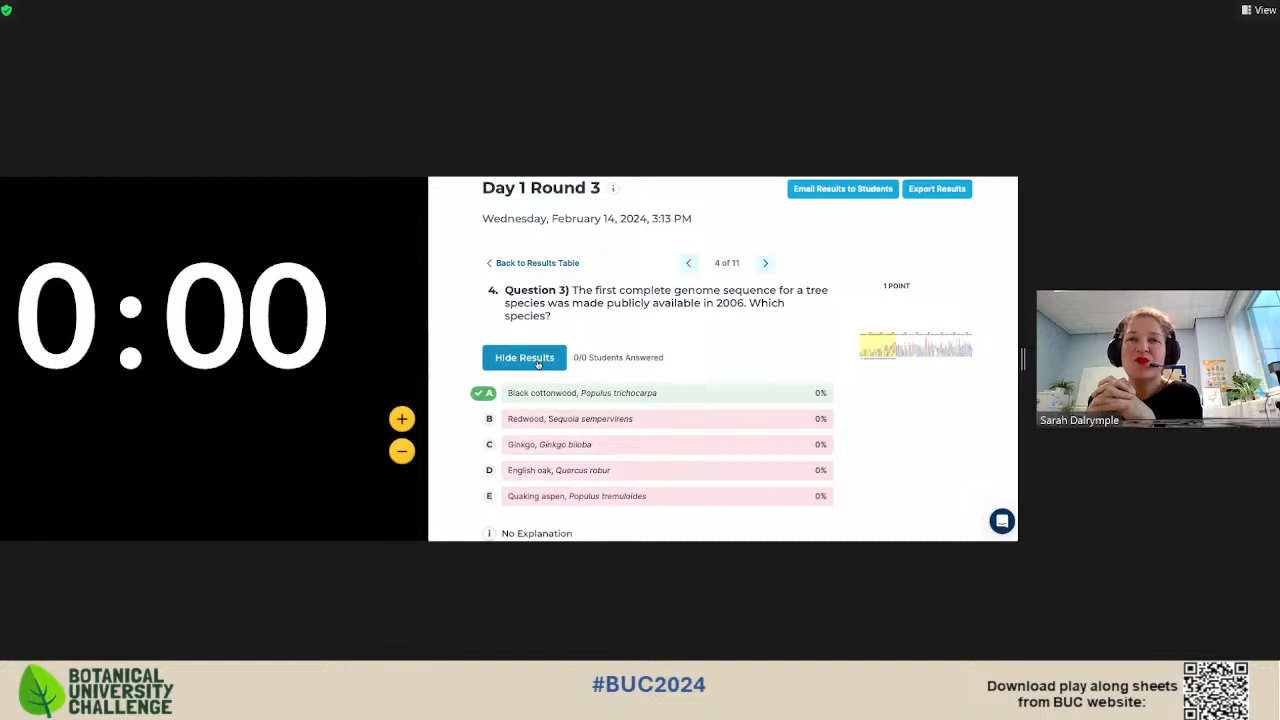 View
0:00
Day 1 Round 3
Email Results to Students
Export Results
Wednesday, February 14, 2024, 3:13 PM
Back to Results Table
4 of 11
4. Question 3) The first complete genome sequence for a tree
species was made publicly available in 2006. Which
species?
1 POINT
Hide Results
0/0 Students Answered
A Black cottonwood, Populus trichocarpa 0%
B Redwood, Sequoia sempervirens 0%
C Ginkgo, Ginkgo biloba 0%
D English oak, Quercus robur 0%
E Quaking aspen, Populus tremuloides 0%
No Explanation
Sarah Dalrymple
BOTANICAL
UNIVERSITY
CHALLENGE
#BUC2024
Download play along sheets
from BUC website: